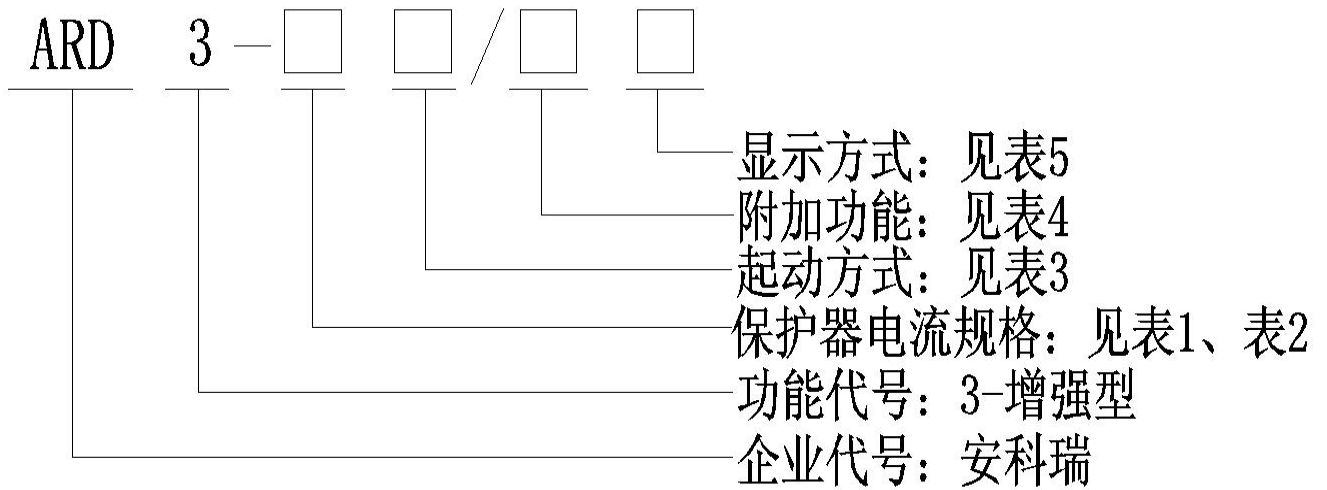 ARD 3-□ □/□ □
显示方式：见表5
附加功能：见表4
起动方式：见表3
保护器电流规格：见表1、表2
功能代号：3-增强型
企业代号：安科瑞